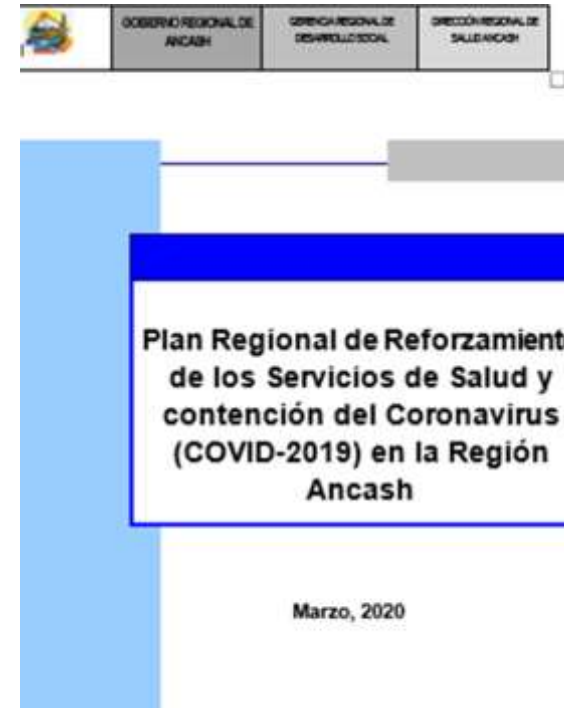 GOBIERNO REGIONAL DE
ANCASH
GERENCIA REGIONAL DE
DESARROLLO SOCIAL
DIRECCIÓN REGIONAL DE
SALUD ANCASH
Plan Regional de Reforzamient
de los Servicios de Salud y
contención del Coronavirus
(COVID-2019) en la Región
Ancash
Marzo, 2020